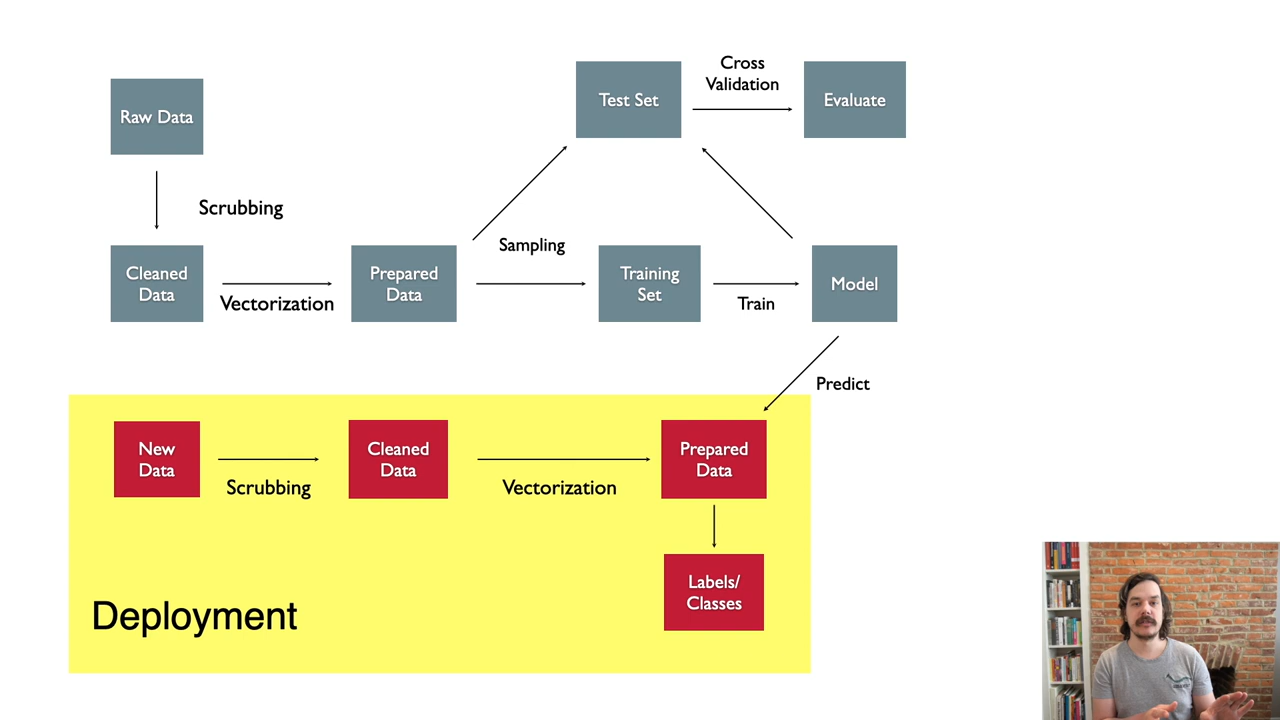 Raw Data
Scrubbing
Cleaned
Data
Vectorization
Prepared
Data
Sampling
Test Set
Cross
Validation
Evaluate
Training
Set
Train
Model
Predict
New
Data
Scrubbing
Cleaned
Data
Vectorization
Prepared
Data
Labels/
Classes
Deployment